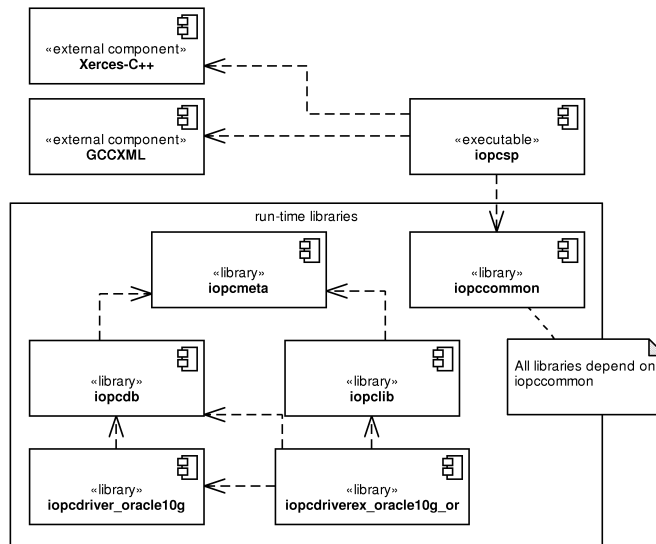 «external component»
Xerces-C++
«external component»
GCCXML
«executable»
iopcsp
run-time libraries
«library»
iopcmeta
«library»
iopccommon
«library»
iopcdb
«library»
iopclib
All libraries depend on
iopccommon
«library»
iopcdriver_oracle10g
«library»
iopcdriverex_oracle10g_or